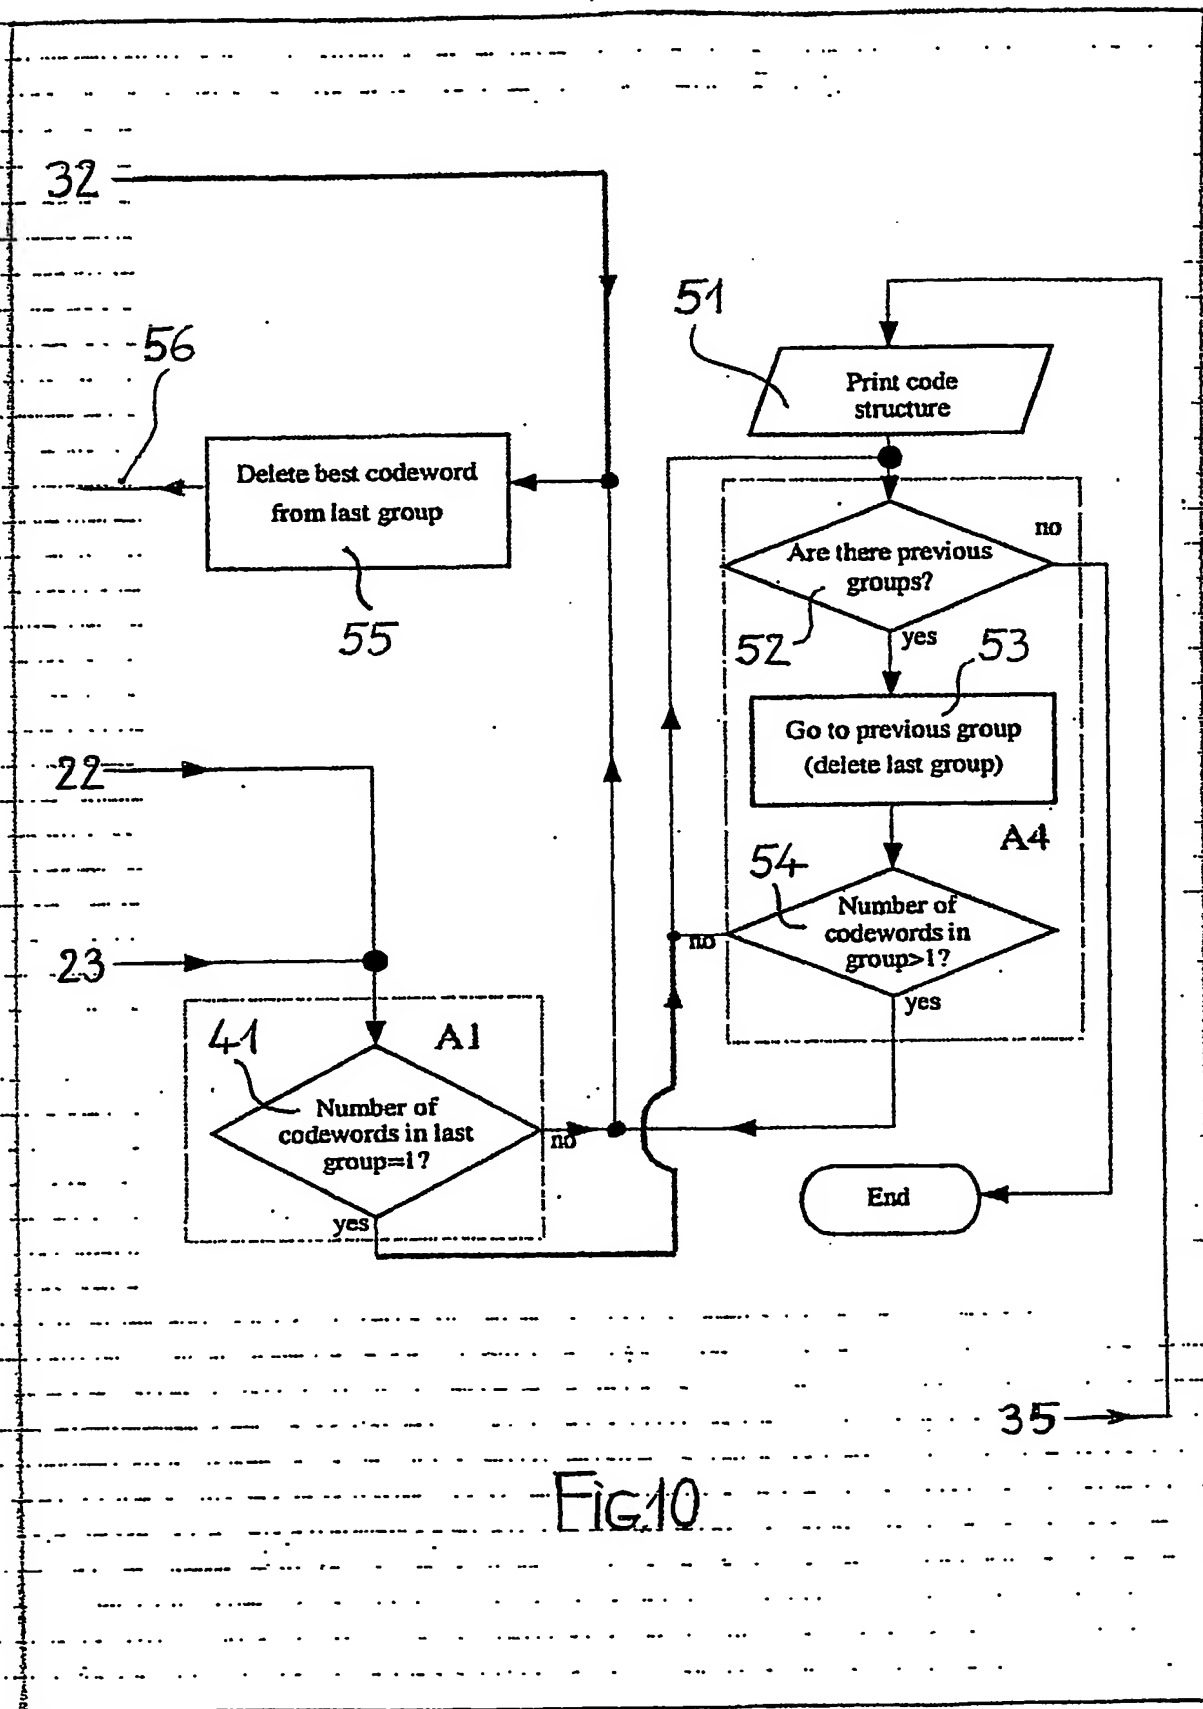 32
51
56
Print code
structure
Delete best codeword
from last group
no
Are there previous
groups?
55
52
yes
53
Go to previous group
(delete last group)
22
A4
54
Number of
codewords in
group>1?
no
23
yes
41
A1
Number of
codewords in last
group=1?
no
End
yes
35
Fig.10